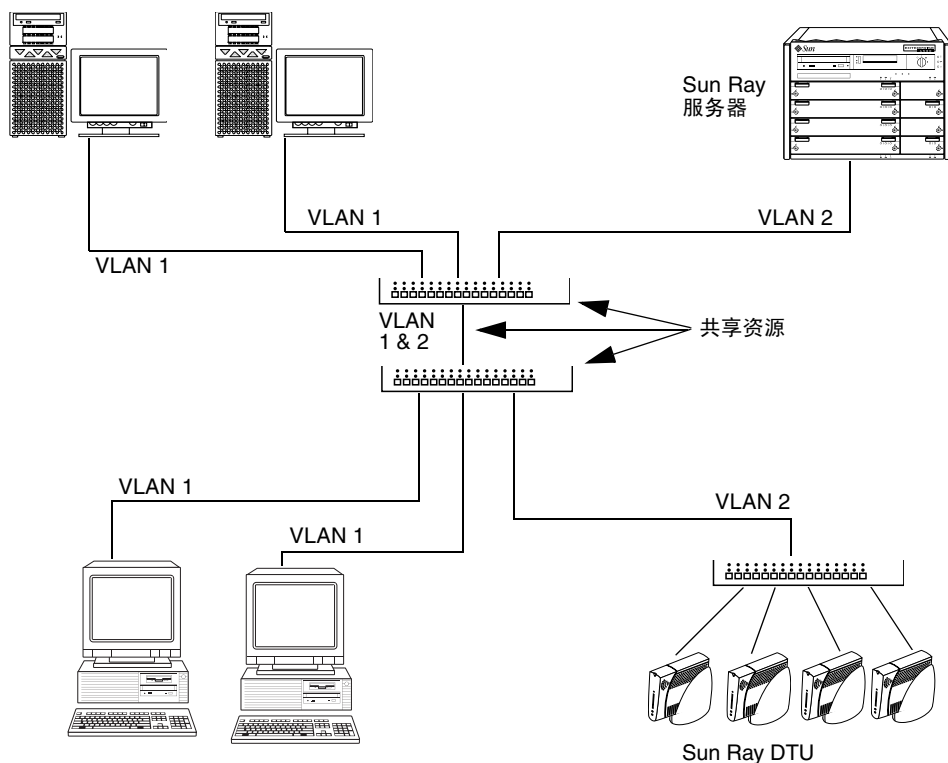 Sun
Sun Ray
服务器
VLAN 1
VLAN 2
VLAN 1
VLAN
1 & 2
共享资源
VLAN 1
VLAN 2
VLAN 1
Sun Ray DTU